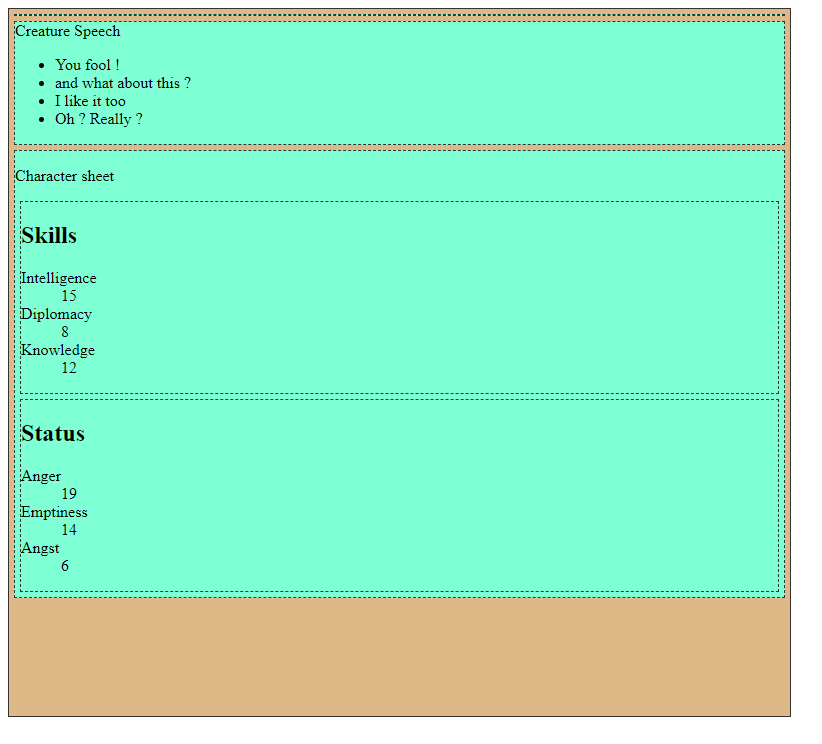 Creature Speech
You fool !
and what about this ?
I like it too
Oh ? Really ?
Character sheet
Skills
Intelligence
15
Diplomacy
8
Knowledge
12
Status
Anger
19
Emptiness
14
Angst
6